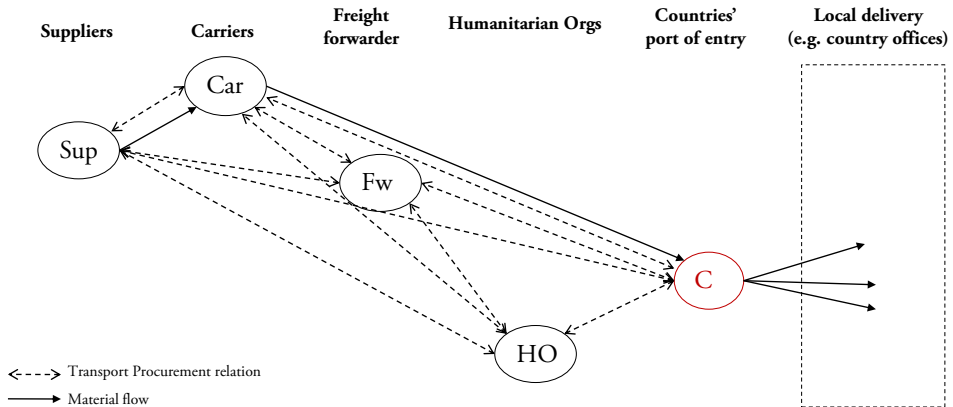 Suppliers
Carriers
Freight
forwarder
Humanitarian Orgs
Countries’
port of entry
Local delivery
(e.g. country offices)
Car
Sup
Fw
C
HO
Transport Procurement relation
Material flow